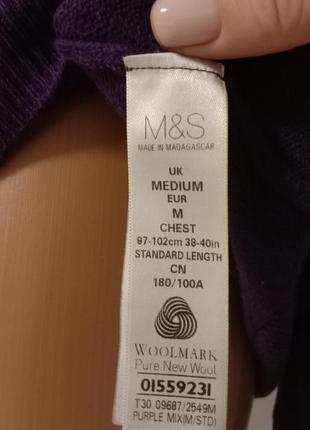 M&S
MADE IN MADAGASCAR
UK
MEDIUM
EUR
M
CHEST
97-102cm 38-40in
STANDARD LENGTH
CN
180/100A
WOOLMARK
Pure New Wool
01559231
T30 09687/2549M
PURPLE MIX(M/STD)